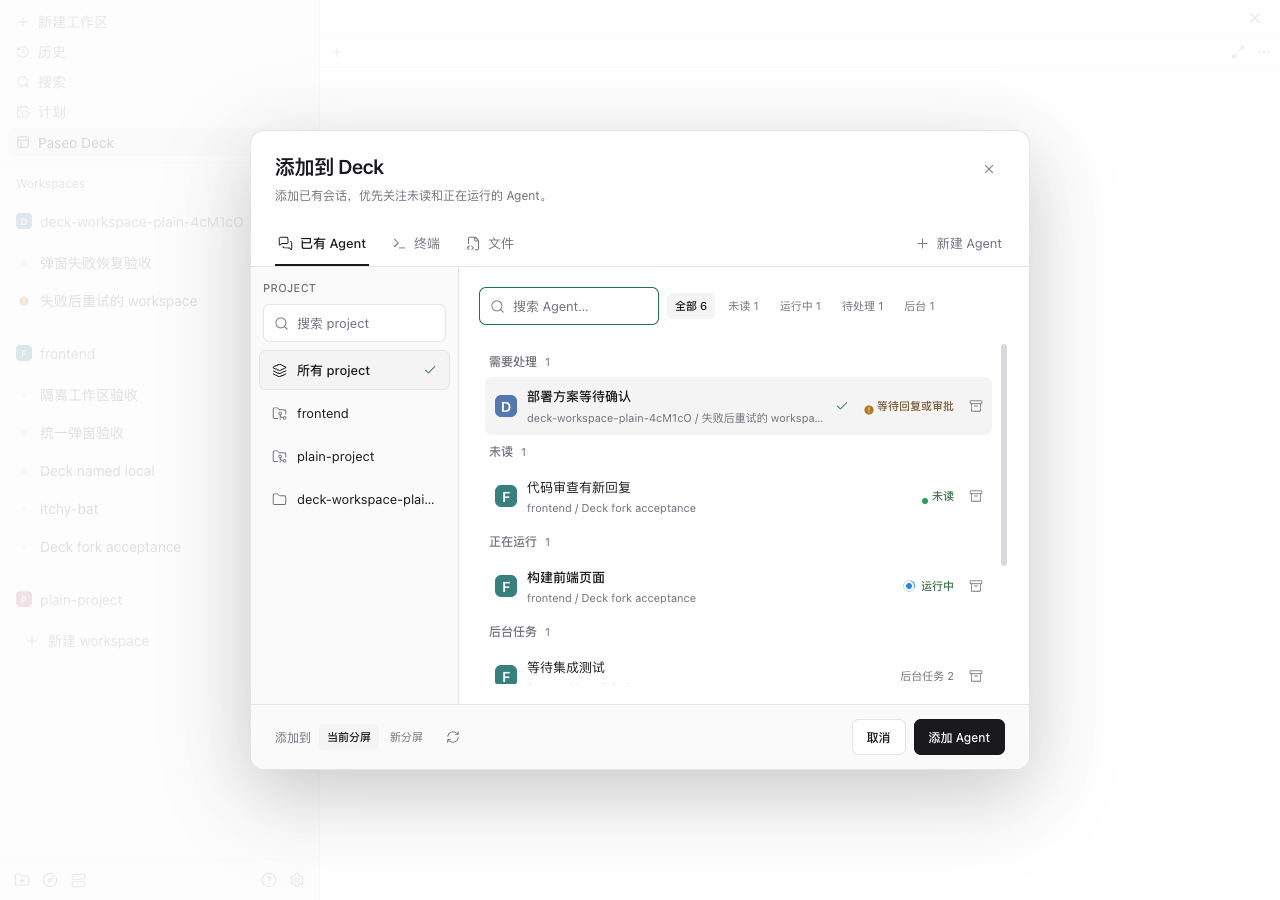 新建工作区
历史
搜索
计划
Paseo Deck
Workspaces
D deck-workspace-plain-4cM1cO
弹窗失败恢复验收
失败后重试的 workspace
F frontend
隔离工作区验收
统一弹窗验收
Deck named local
itchy-bat
Deck fork acceptance
P plain-project
新建 workspace
添加到 Deck
添加已有会话，优先关注未读和正在运行的 Agent。
已有 Agent 终端 文件 新建 Agent
PROJECT
搜索 project
所有 project
frontend
plain-project
deck-workspace-plai...
搜索 Agent... 全部 6 未读 1 运行中 1 待处理 1 后台 1
需要处理 1
D 部署方案等待确认
deck-workspace-plain-4cM1cO / 失败后重试的 workspa...
等待回复或审批
未读 1
F 代码审查有新回复
frontend / Deck fork acceptance
未读
正在运行 1
F 构建前端页面
frontend / Deck fork acceptance
运行中
后台任务 1
F 等待集成测试
后台任务 2
添加到 当前分屏 新分屏
取消 添加 Agent